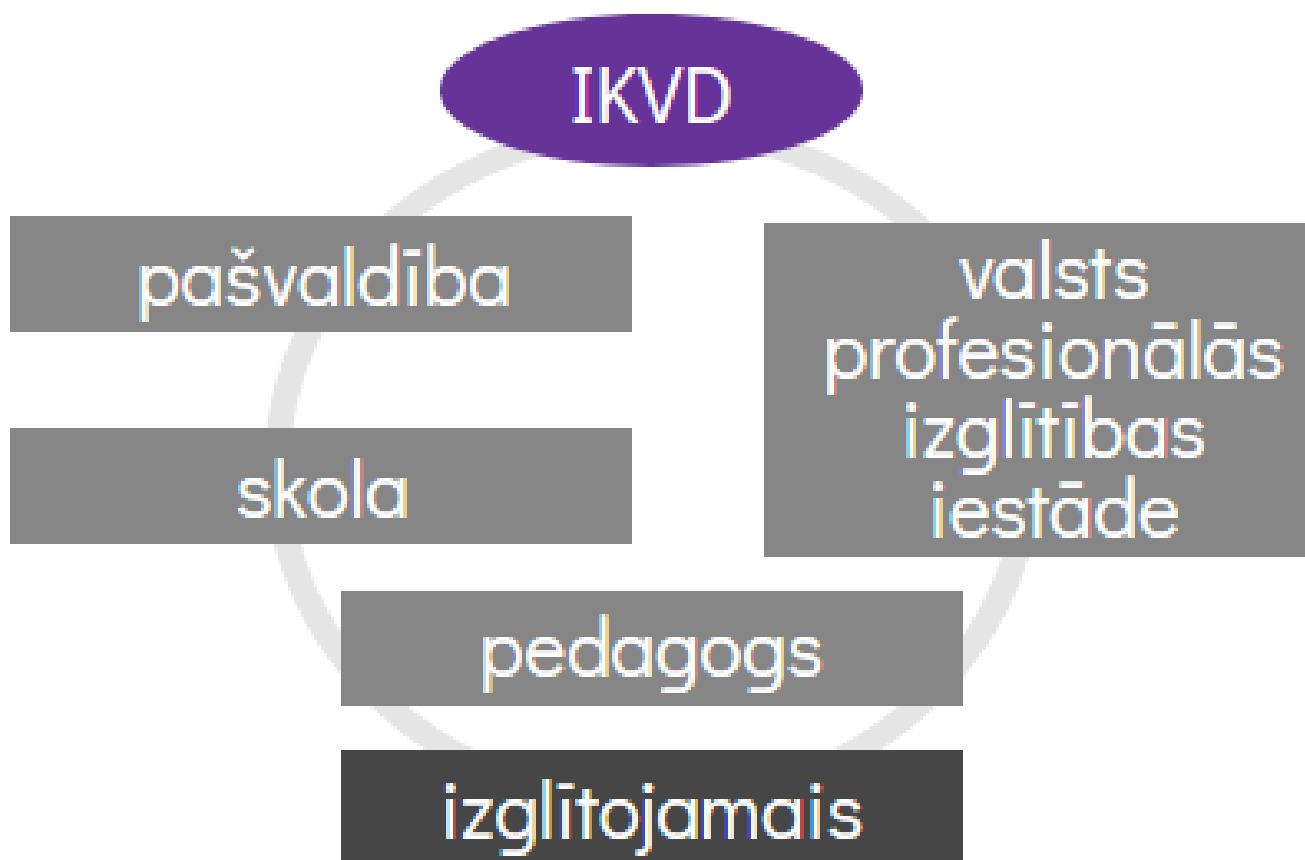 IKVD
pašvaldība
skola
valsts
profesionālās
izglītības
iestāde
pedagogs
izglītojamais